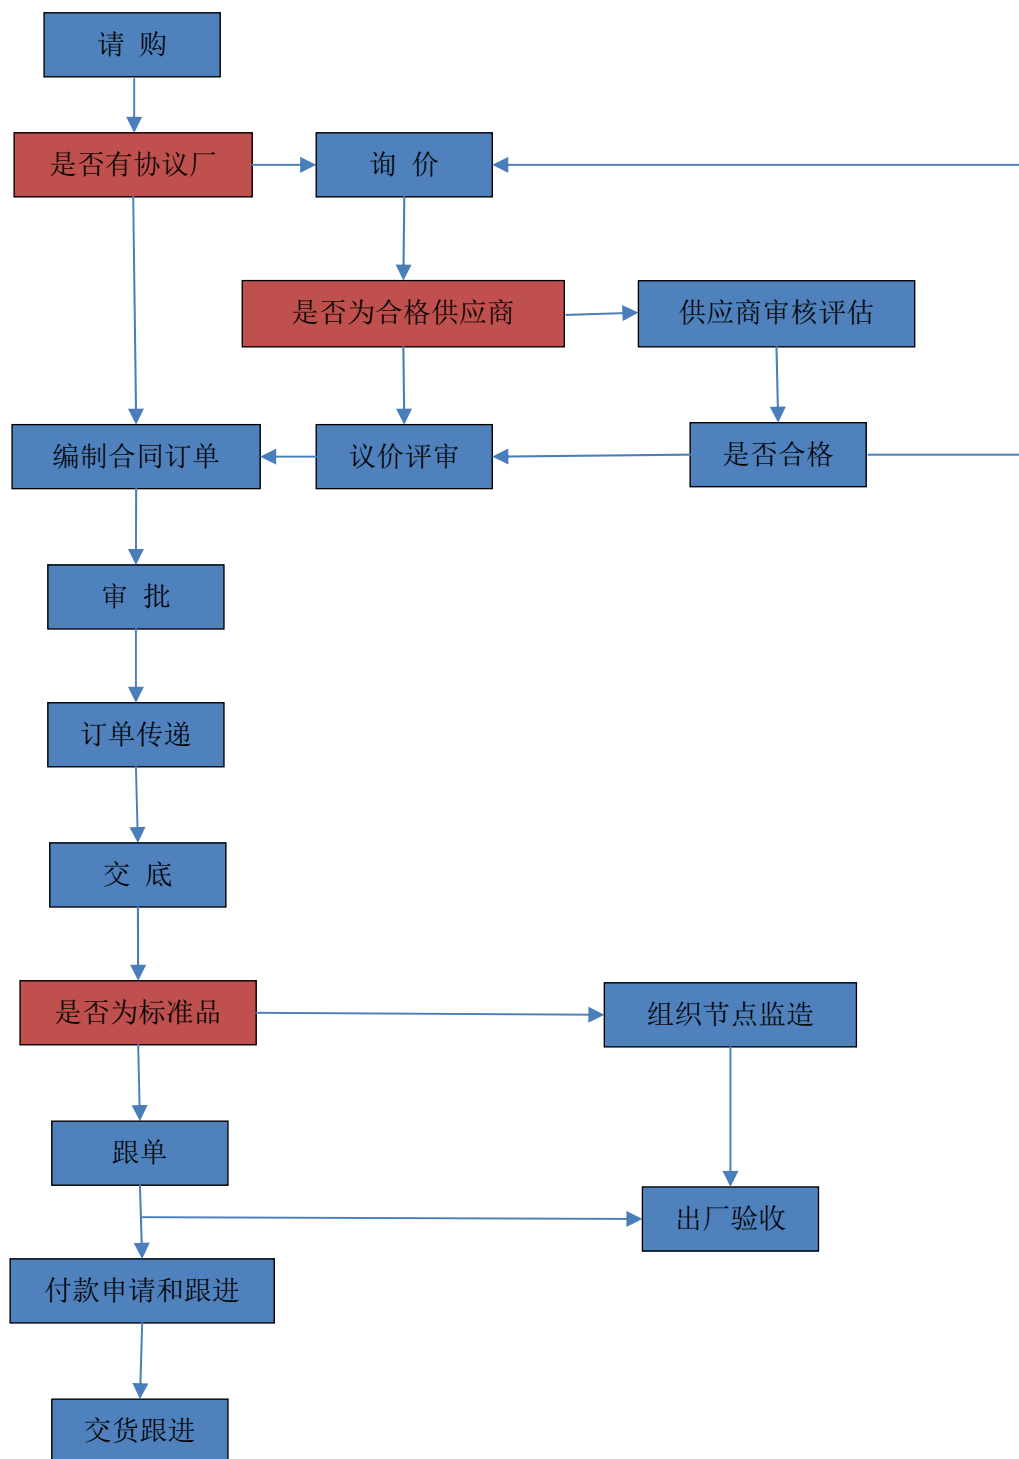 请 购
是否有协议厂
询 价
是否为合格供应商
供应商审核评估
编制合同订单
议价评审
是否合格
审 批
订单传递
交 底
是否为标准品
组织节点监造
跟单
出厂验收
付款申请和跟进
交货跟进